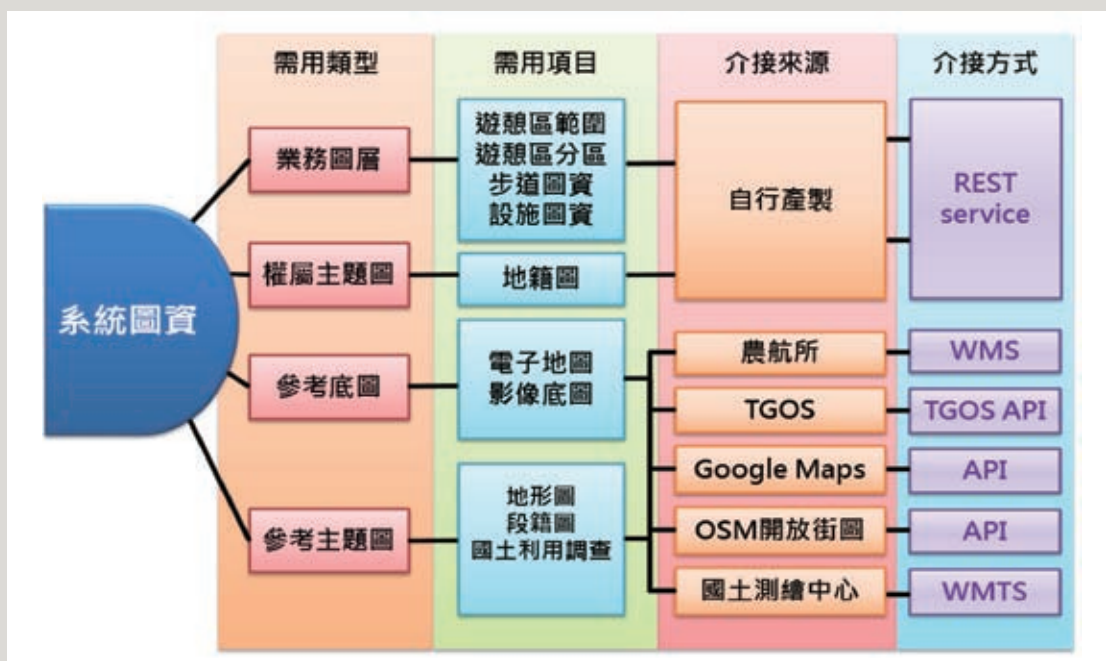 需用類型
需用項目
介接來源
介接方式
系統圖資
業務圖層
遊憩區範圍
遊憩區分區
步道圖資
設施圖資
自行產製
REST
service
權屬主題圖
地籍圖
參考底圖
電子地圖
影像底圖
農航所
WMS
TGOS
TGOS API
Google Maps
API
參考主題圖
地形圖
段籍圖
國土利用調查
OSM開放街圖
API
國土測繪中心
WMTS